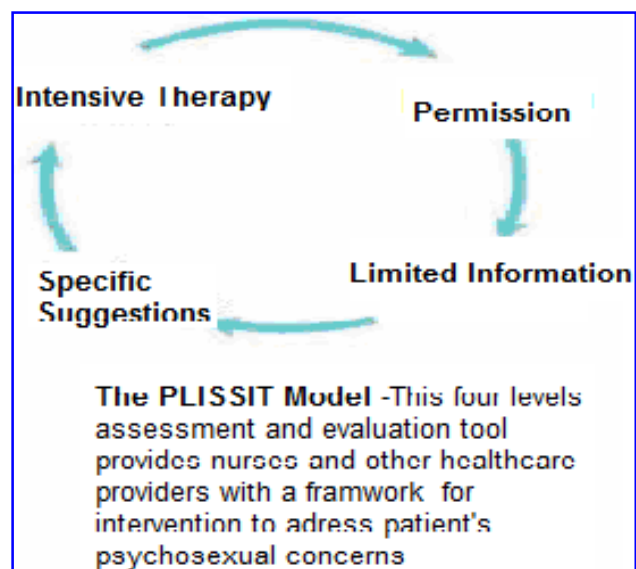 Intensive Therapy
Permission
Limited Information
Specific
Suggestions
The PLISSIT Model -This four levels
assessment and evaluation tool
provides nurses and other healthcare
providers with a framwork for
intervention to adress patient's
psychosexual concerns